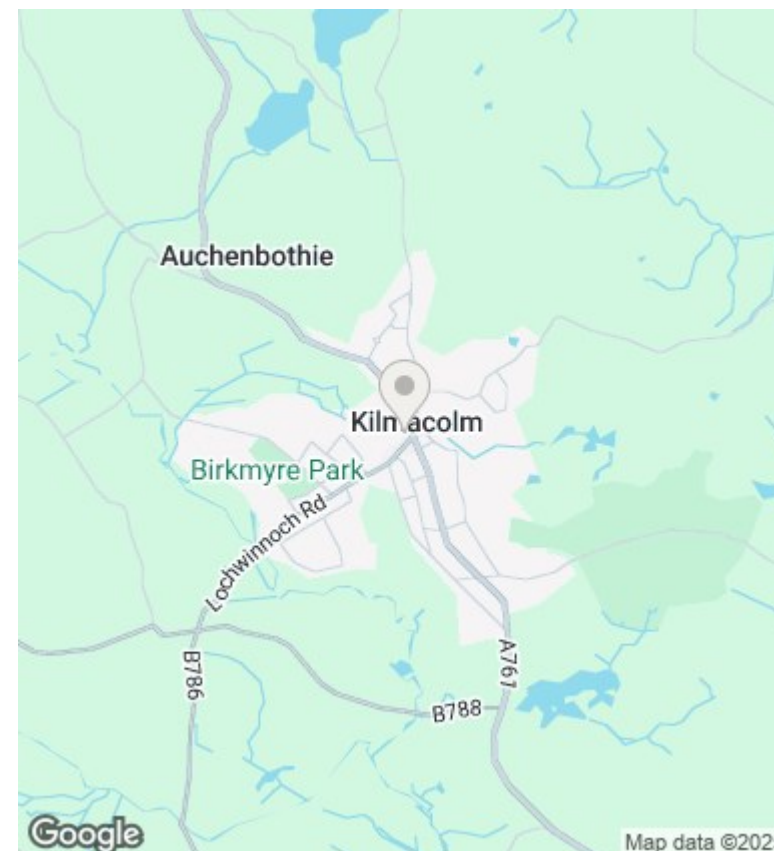 Auchenbothie
Kilmacolm
Birkmyre Park
Lochwinnoch Rd
B786
A761
B788
Google
Map data ©202